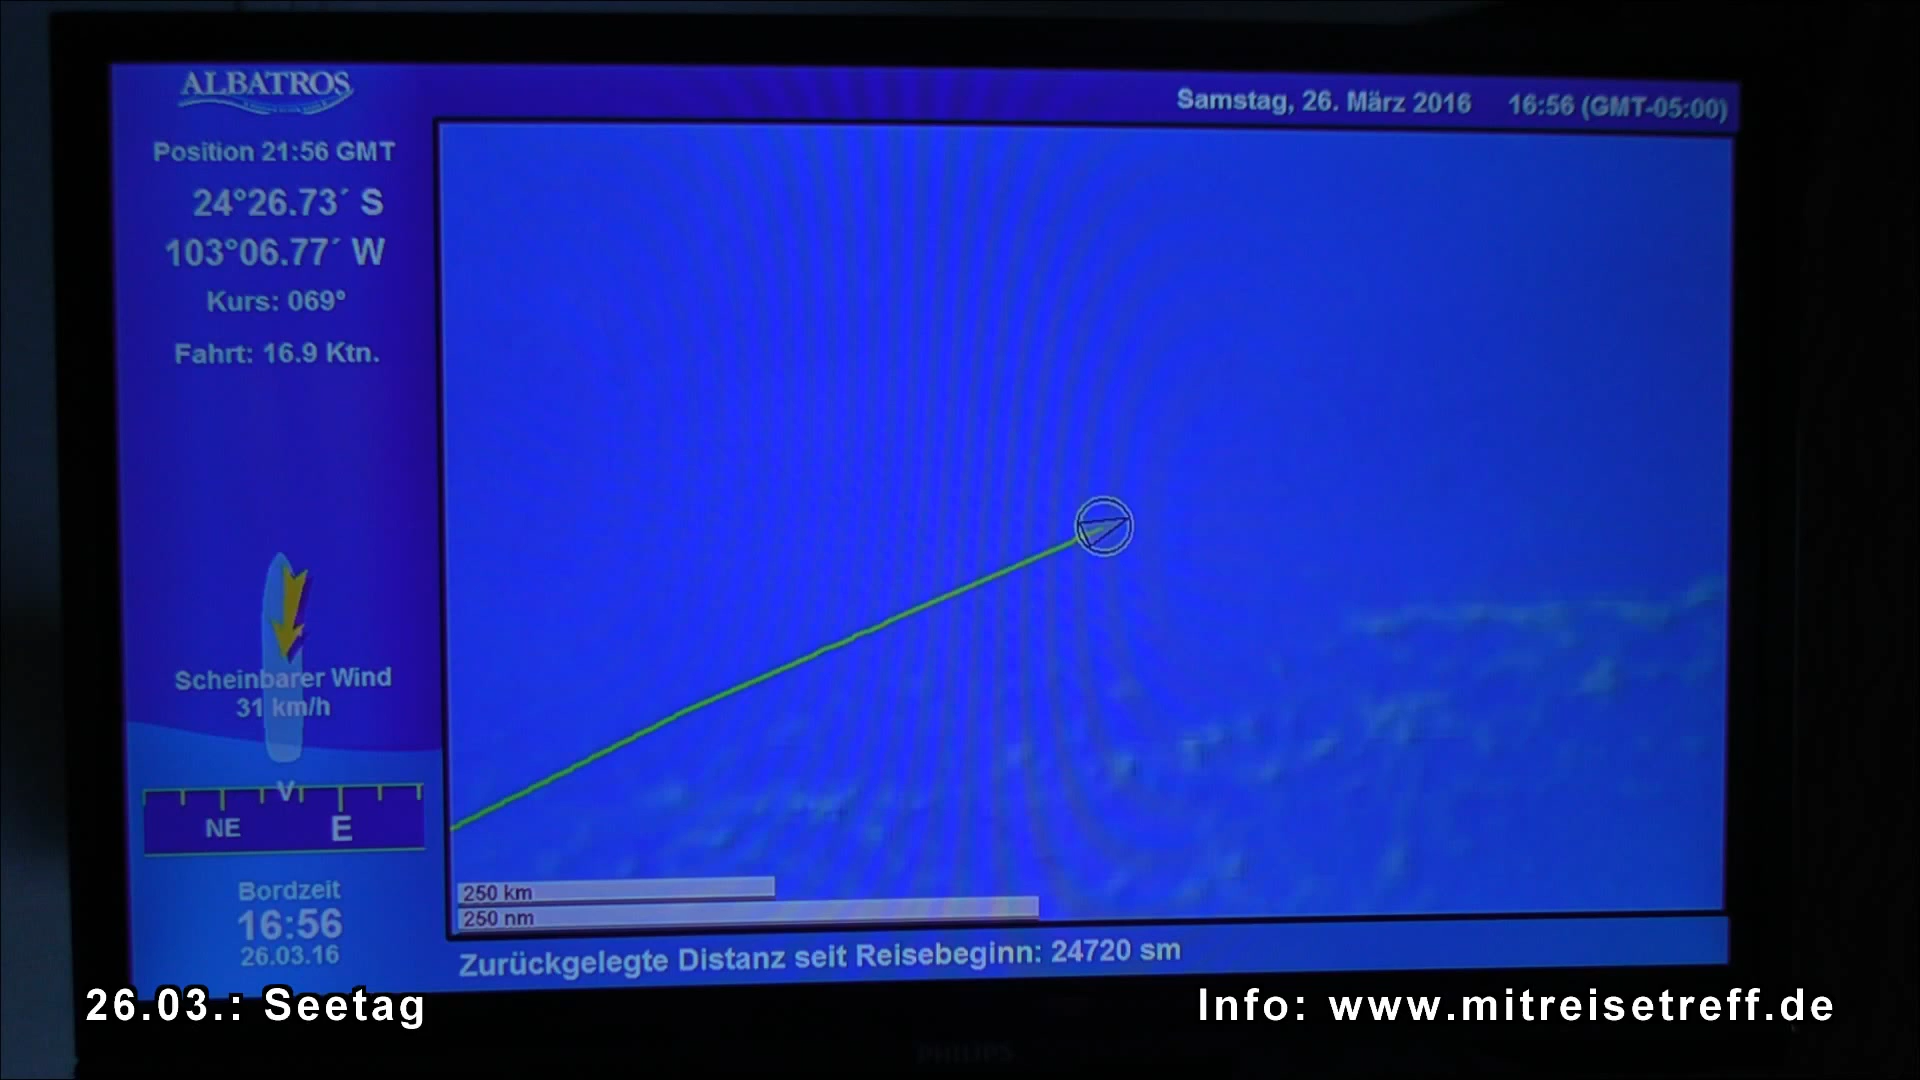 ALBATROS
Samstag, 26. März 2016 16:56 (GMT-05:00)
Position 21:56 GMT
24°26.73´ S
103°06.77´ W
Kurs: 069°
Fahrt: 16.9 Ktn.
Scheinbarer Wind
31 km/h
V
NE E
Bordzeit
16:56
26.03.16
250 km
250 nm
Zurückgelegte Distanz seit Reisebeginn: 24720 sm
26.03.: Seetag
Info: www.mitreisetreff.de
PHILIPS